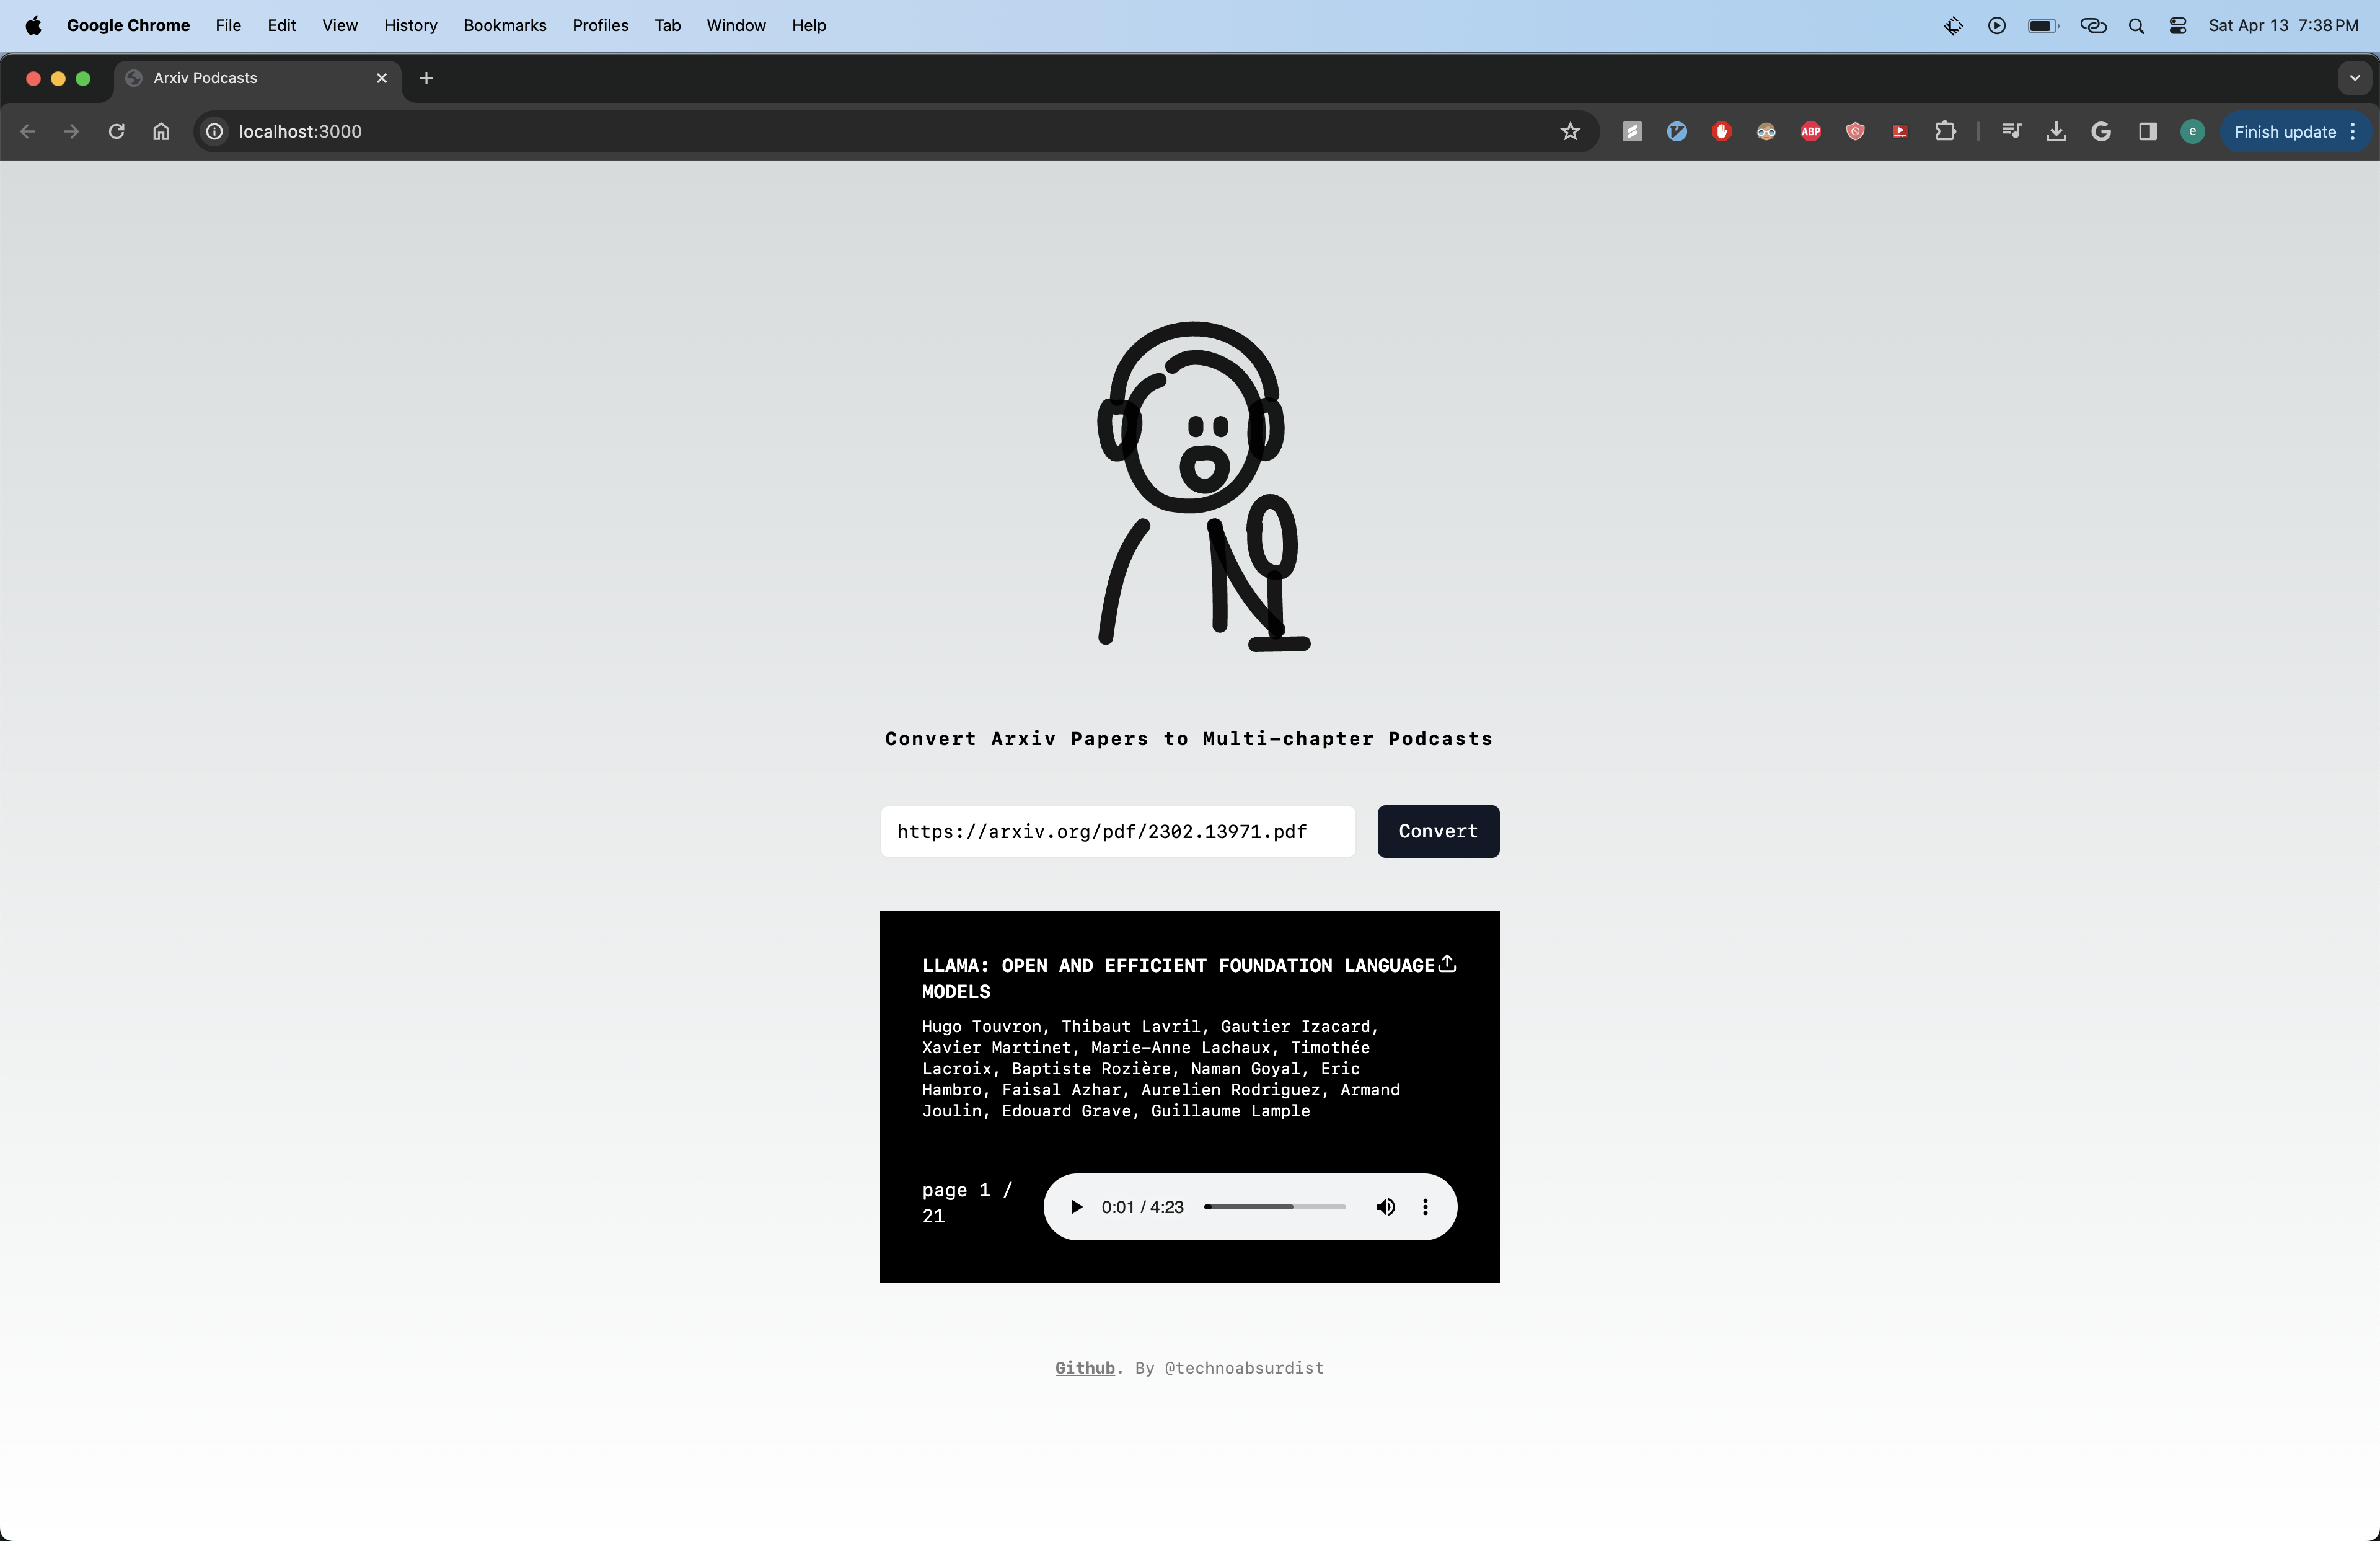 Google Chrome File Edit View History Bookmarks Profiles Tab Window Help Sat Apr 13 7:38 PM
Arxiv Podcasts
localhost:3000 ABP e Finish update
Convert Arxiv Papers to Multi-chapter Podcasts
https://arxiv.org/pdf/2302.13971.pdf Convert
LLAMA: OPEN AND EFFICIENT FOUNDATION LANGUAGE
MODELS
Hugo Touvron, Thibaut Lavril, Gautier Izacard,
Xavier Martinet, Marie-Anne Lachaux, Timothée
Lacroix, Baptiste Rozière, Naman Goyal, Eric
Hambro, Faisal Azhar, Aurelien Rodriguez, Armand
Joulin, Edouard Grave, Guillaume Lample
page 1 /
21
0:01 / 4:23
Github. By @technoabsurdist